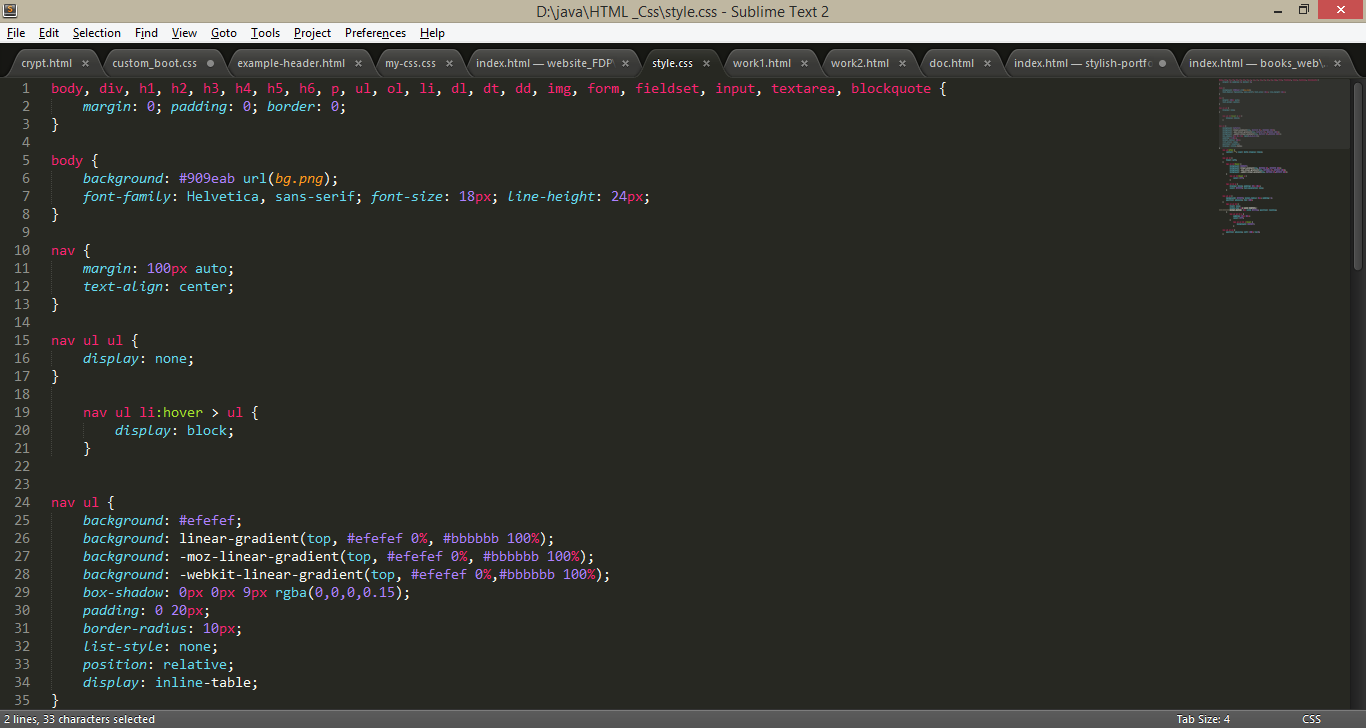 D:\java\HTML _Css\style.css - Sublime Text 2
File Edit Selection Find View Goto Tools Project Preferences Help
crypt.html × custom_boot.css example-header.html × my-css.css × index.html — website_FDP × style.css × work1.html × work2.html × doc.html × index.html — stylish-portf index.html — books_web\. ×
1 body, div, h1, h2, h3, h4, h5, h6, p, ul, ol, li, dl, dt, dd, img, form, fieldset, input, textarea, blockquote {
2     margin: 0; padding: 0; border: 0;
3 }
4
5 body {
6     background: #909eab url(bg.png);
7     font-family: Helvetica, sans-serif; font-size: 18px; line-height: 24px;
8 }
9
10 nav {
11     margin: 100px auto;
12     text-align: center;
13 }
14
15 nav ul ul {
16     display: none;
17 }
18
19     nav ul li:hover > ul {
20         display: block;
21     }
22
23
24 nav ul {
25     background: #efefef;
26     background: linear-gradient(top, #efefef 0%, #bbbbbb 100%);
27     background: -moz-linear-gradient(top, #efefef 0%, #bbbbbb 100%);
28     background: -webkit-linear-gradient(top, #efefef 0%,#bbbbbb 100%);
29     box-shadow: 0px 0px 9px rgba(0,0,0,0.15);
30     padding: 0 20px;
31     border-radius: 10px;
32     list-style: none;
33     position: relative;
34     display: inline-table;
35 }
2 lines, 33 characters selected Tab Size: 4 CSS